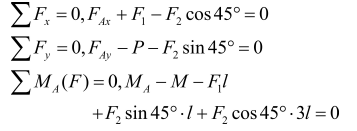 ∑F_x = 0, F_{Ax} + F_1 − F_2 cos 45° = 0
∑F_y = 0, F_{Ay} − P − F_2 sin 45° = 0
∑M_A(F) = 0, M_A − M − F_1 l
+ F_2 sin 45° · l + F_2 cos 45° · 3l = 0